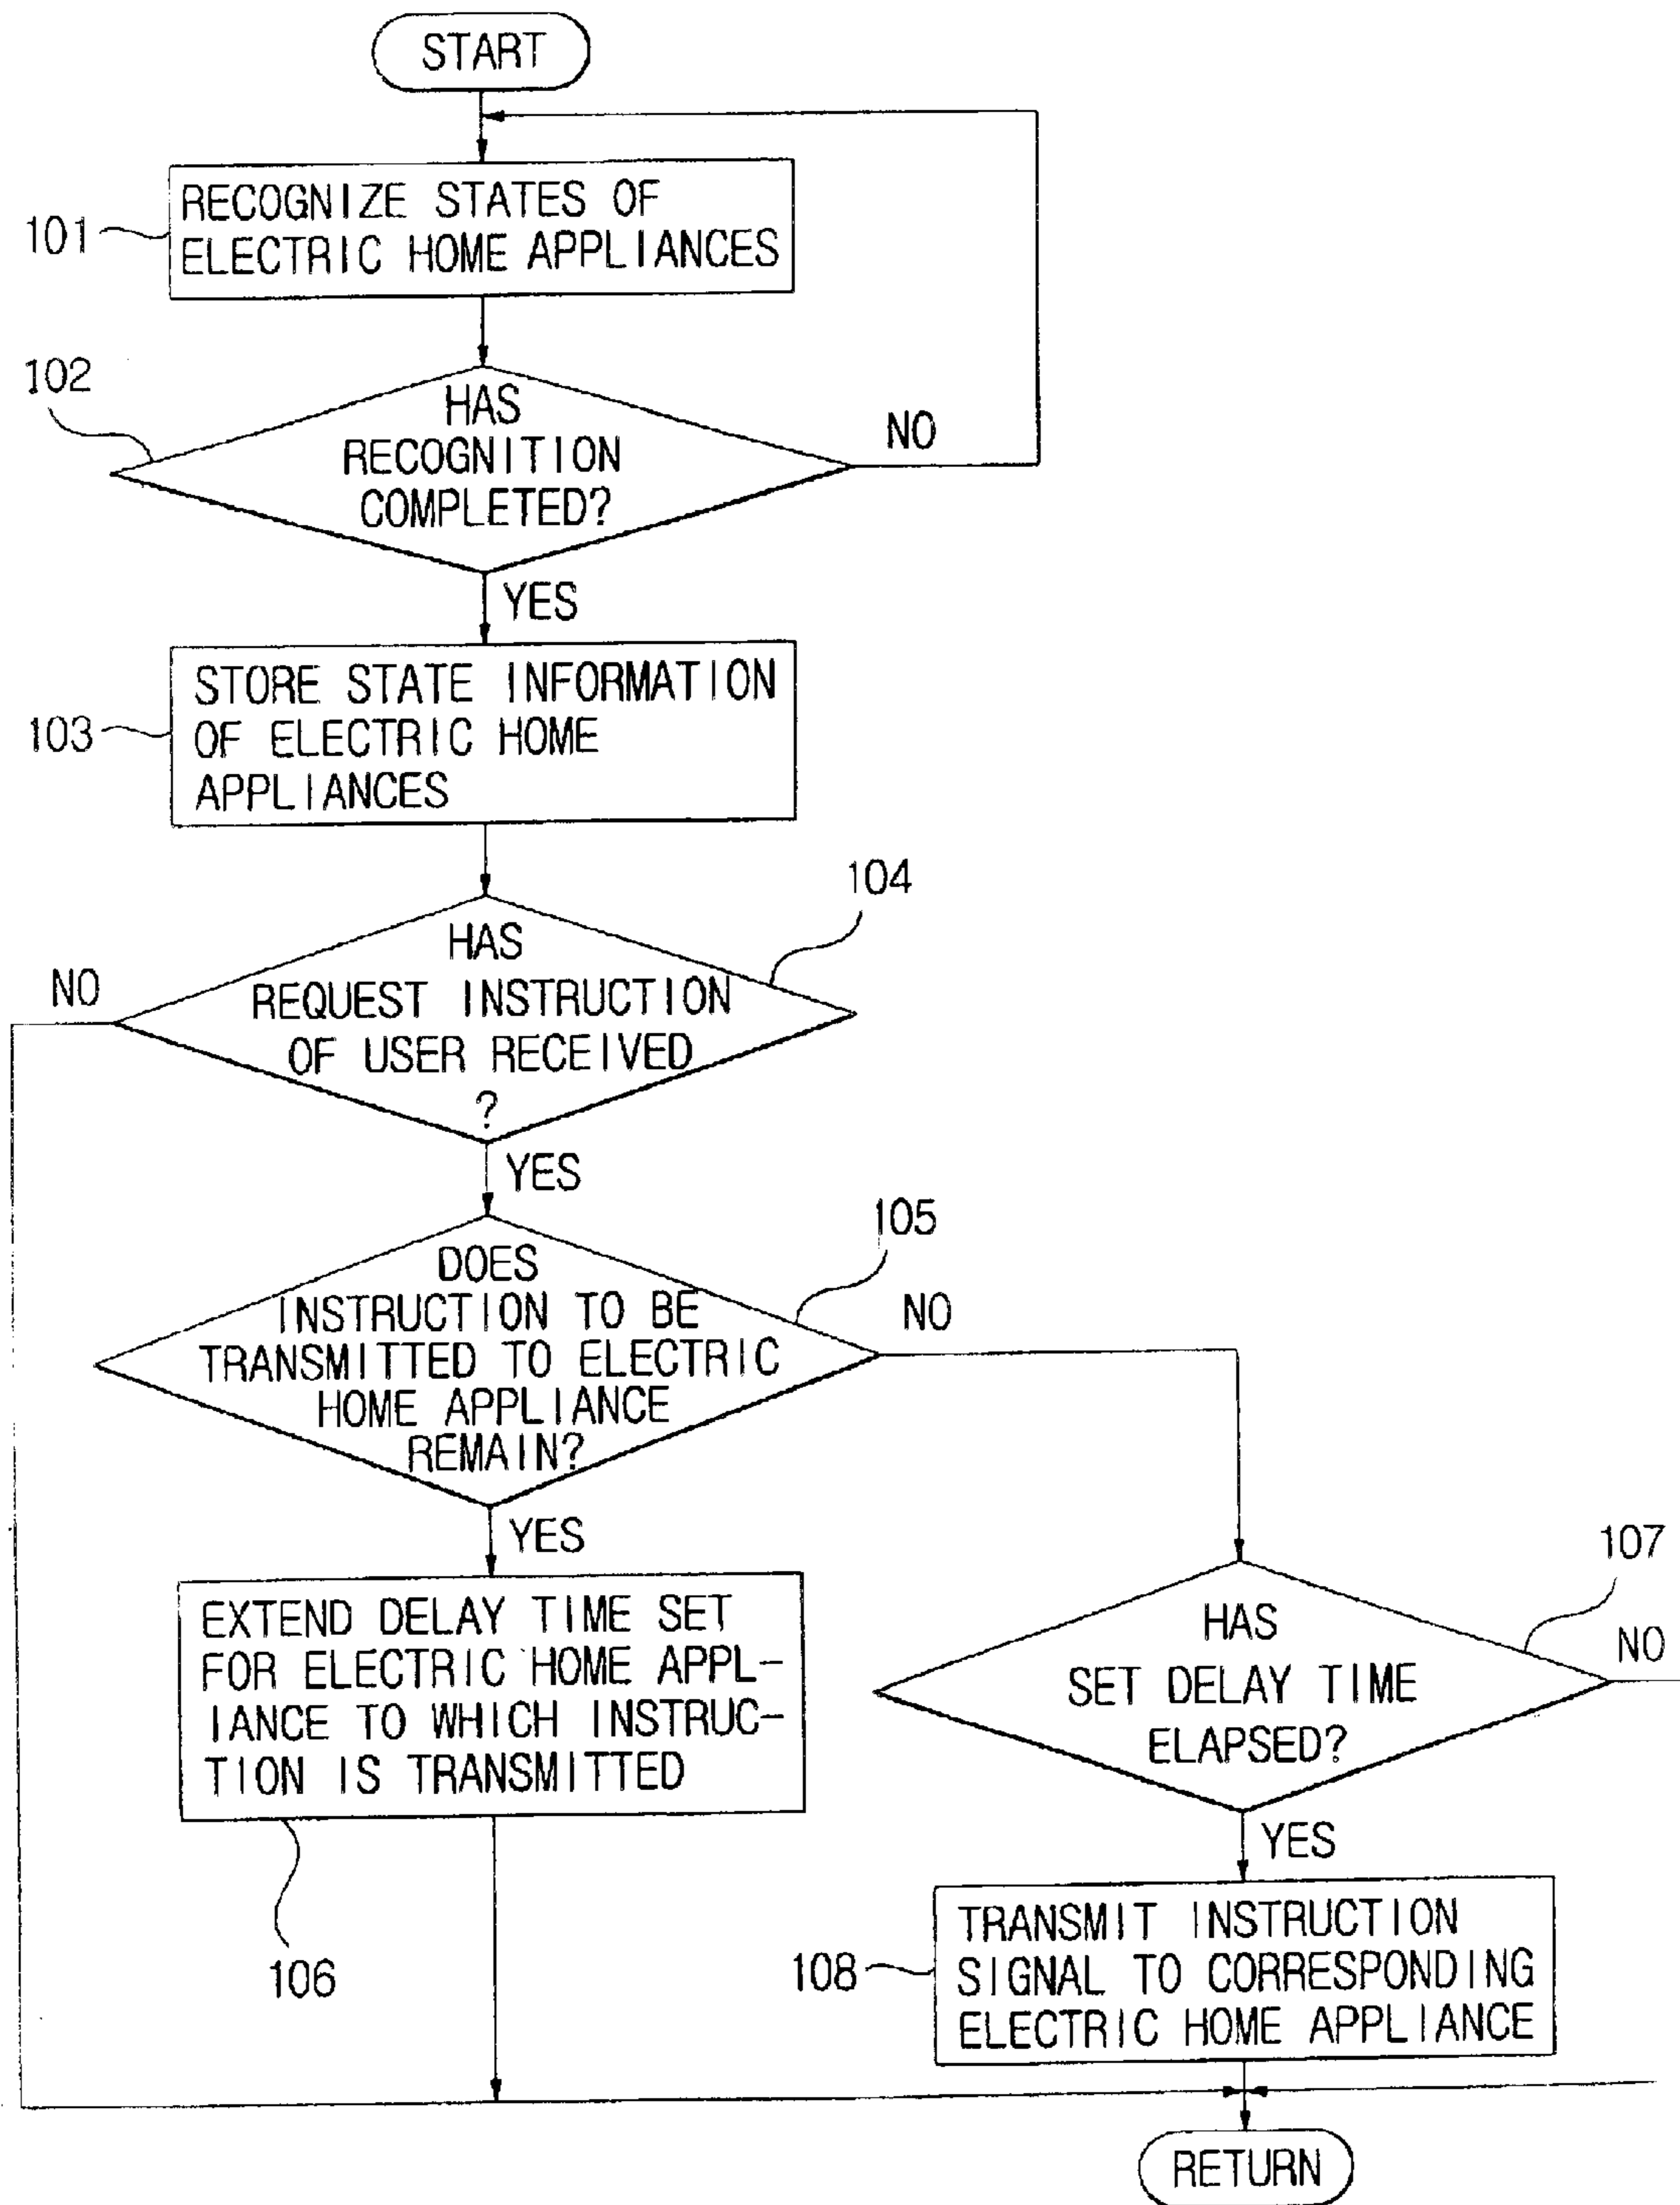 START
RECOGNIZE STATES OF
ELECTRIC HOME APPLIANCES
101
102
HAS
RECOGNITION
COMPLETED?
NO
YES
STORE STATE INFORMATION
OF ELECTRIC HOME
APPLIANCES
103
104
HAS
REQUEST INSTRUCTION
OF USER RECEIVED
?
NO
YES
105
DOES
INSTRUCTION TO BE
TRANSMITTED TO ELECTRIC
HOME APPLIANCE
REMAIN?
NO
YES
EXTEND DELAY TIME SET
FOR ELECTRIC HOME APPL-
IANCE TO WHICH INSTRUC-
TION IS TRANSMITTED
106
107
HAS
SET DELAY TIME
ELAPSED?
NO
YES
TRANSMIT INSTRUCTION
SIGNAL TO CORRESPONDING
ELECTRIC HOME APPLIANCE
108
RETURN